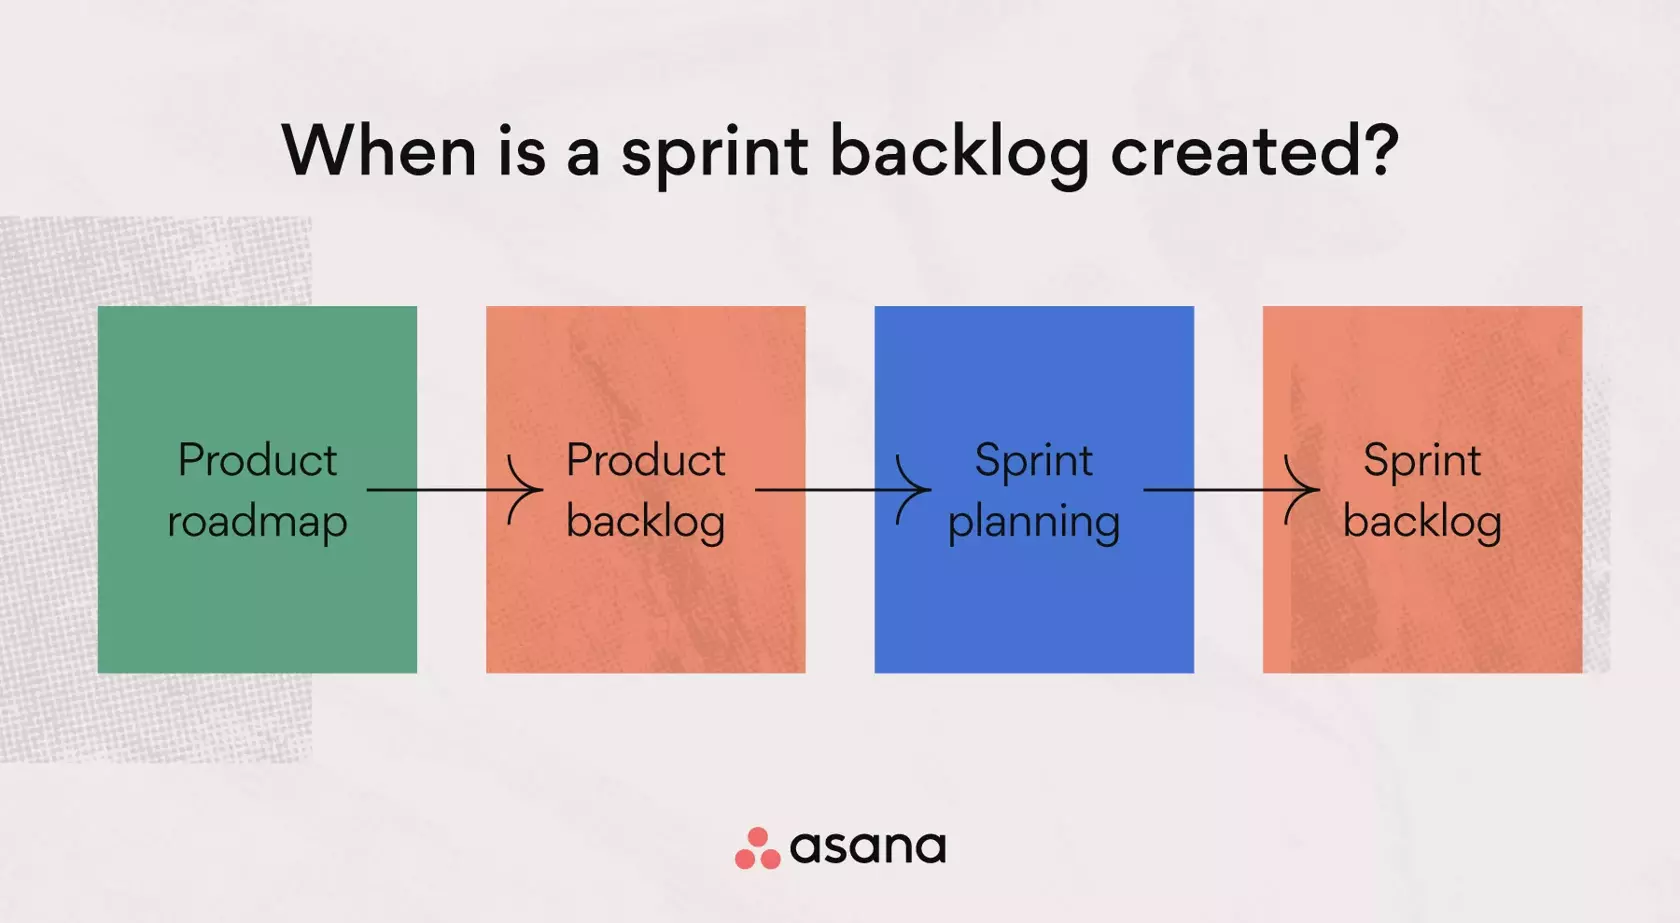 When is a sprint backlog created?
Product
roadmap
Product
backlog
Sprint
planning
Sprint
backlog
asana